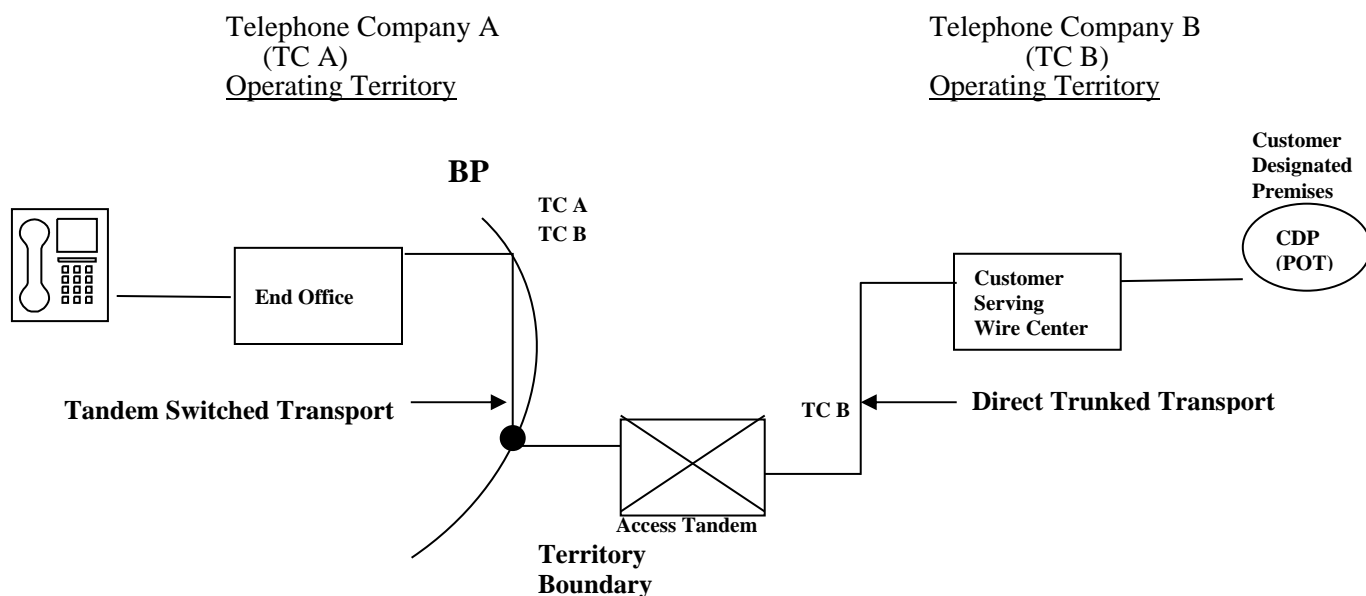 Telephone Company A
(TC A)
Operating Territory
Telephone Company B
(TC B)
Operating Territory
Customer
Designated
Premises
BP
TC A
TC B
CDP
(POT)
End Office
Customer
Serving
Wire Center
Tandem Switched Transport
TC B
Direct Trunked Transport
Access Tandem
Territory
Boundary